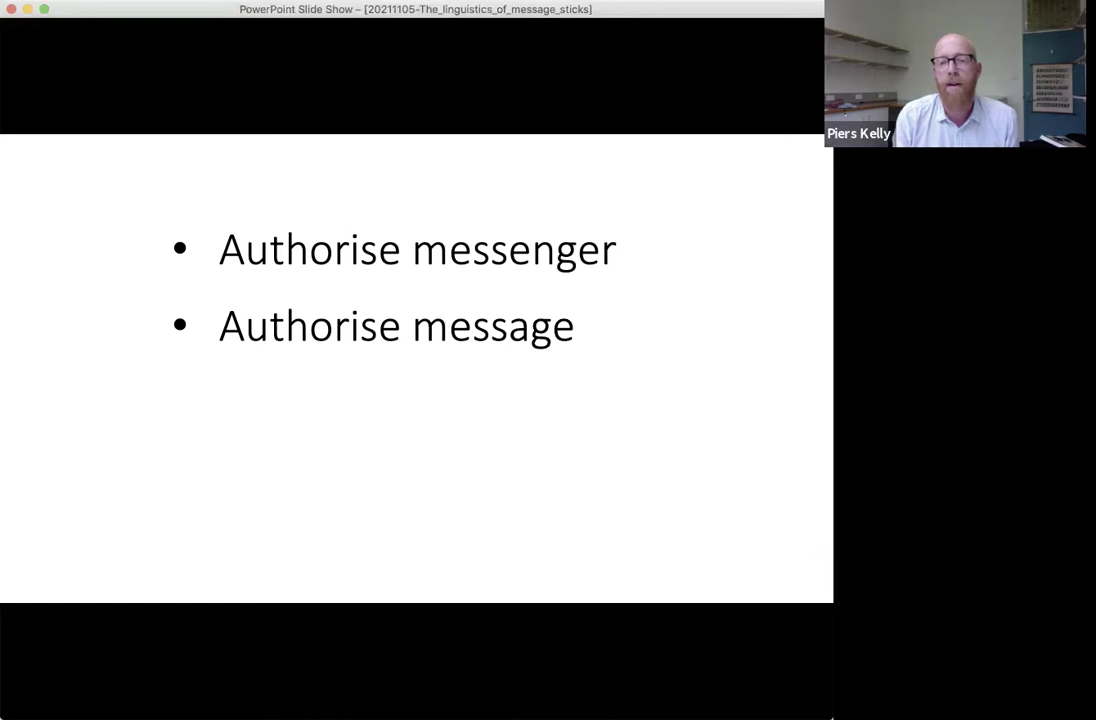 PowerPoint Slide Show – [20211105-The_linguistics_of_message_sticks]
Piers Kelly
• Authorise messenger
• Authorise message